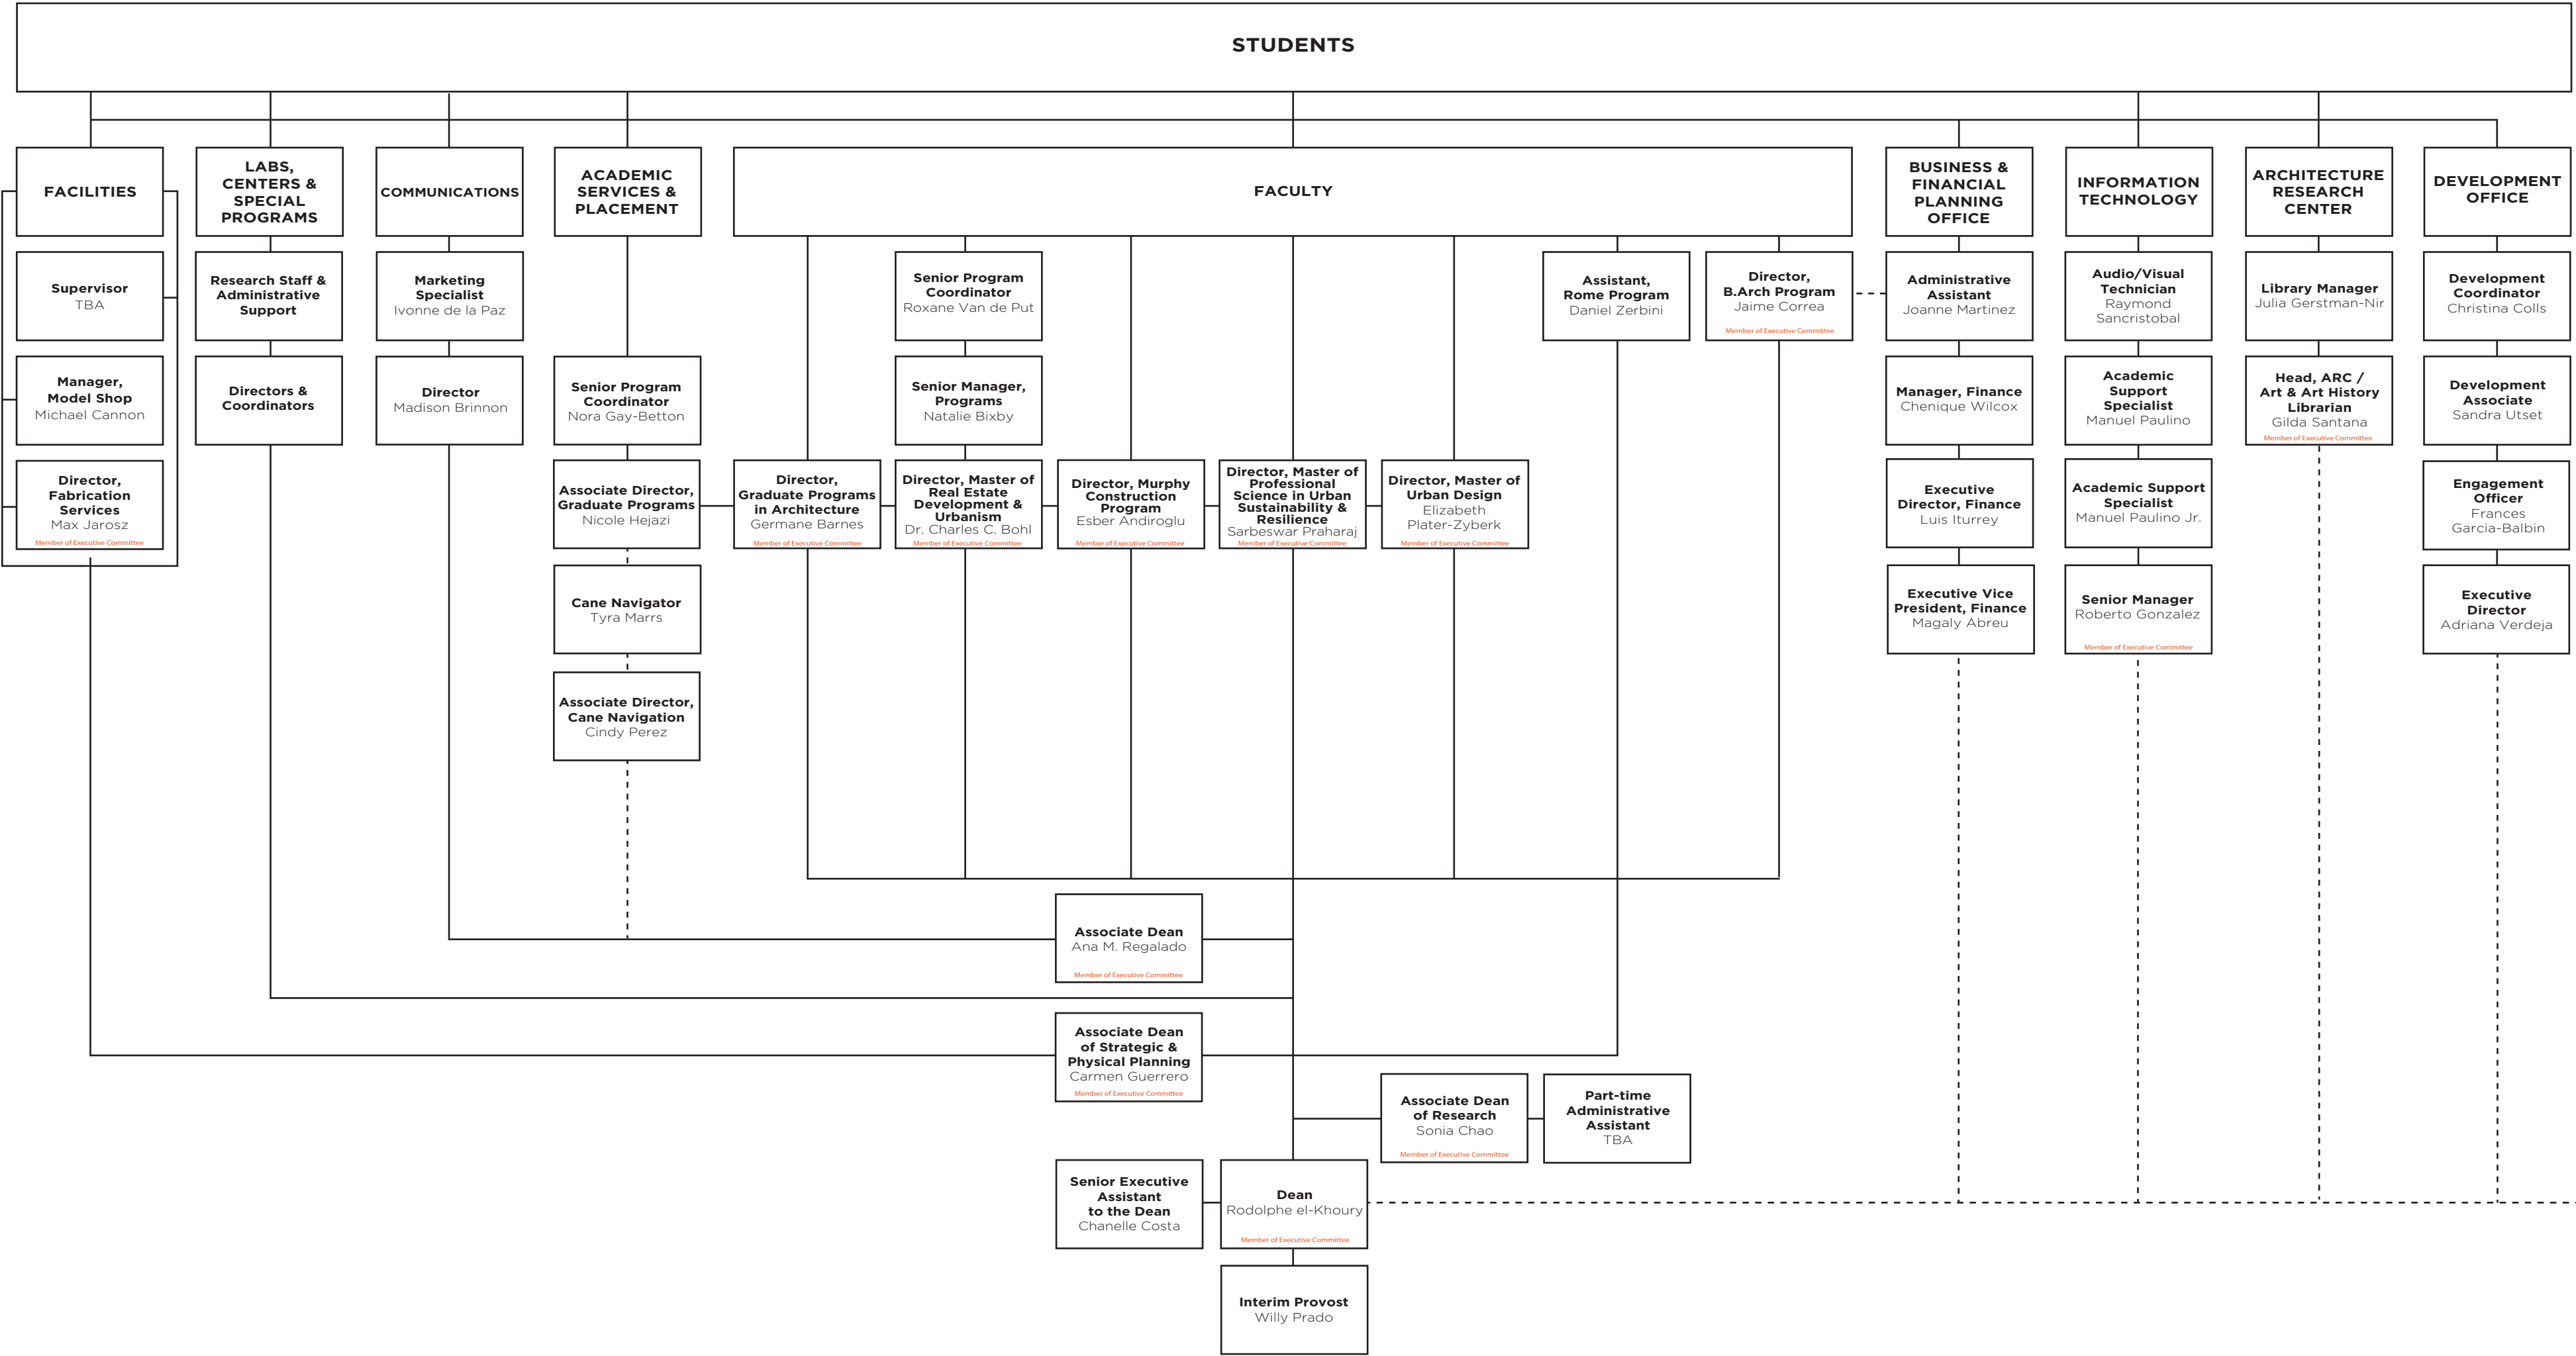 STUDENTS
FACILITIES
LABS,
CENTERS &
SPECIAL
PROGRAMS
COMMUNICATIONS
ACADEMIC
SERVICES &
PLACEMENT
FACULTY
BUSINESS &
FINANCIAL
PLANNING
OFFICE
INFORMATION
TECHNOLOGY
ARCHITECTURE
RESEARCH
CENTER
DEVELOPMENT
OFFICE
Supervisor
TBA
Research Staff &
Administrative
Support
Marketing
Specialist
Ivonne de la Paz
Senior Program
Coordinator
Roxane Van de Put
Assistant,
Rome Program
Daniel Zerbini
Director,
B.Arch Program
Jaime Correa
Member of Executive Committee
Administrative
Assistant
Joanne Martinez
Audio/Visual
Technician
Raymond
Sancristobal
Library Manager
Julia Gerstman-Nir
Development
Coordinator
Christina Colls
Manager,
Model Shop
Michael Cannon
Directors &
Coordinators
Director
Madison Brinnon
Senior Program
Coordinator
Nora Gay-Betton
Senior Manager,
Programs
Natalie Bixby
Manager, Finance
Chenique Wilcox
Academic
Support
Specialist
Manuel Paulino
Head, ARC /
Art & Art History
Librarian
Gilda Santana
Member of Executive Committee
Development
Associate
Sandra Utset
Director,
Fabrication
Services
Max Jarosz
Member of Executive Committee
Associate Director,
Graduate Programs
Nicole Hejazi
Director,
Graduate Programs
in Architecture
Germane Barnes
Member of Executive Committee
Director, Master of
Real Estate
Development &
Urbanism
Dr. Charles C. Bohl
Member of Executive Committee
Director, Murphy
Construction
Program
Esber Andiroglu
Member of Executive Committee
Director, Master of
Professional
Science in Urban
Sustainability &
Resilience
Sarbeswar Praharaj
Member of Executive Committee
Director, Master of
Urban Design
Elizabeth
Plater-Zyberk
Member of Executive Committee
Executive
Director, Finance
Luis Iturrey
Academic Support
Specialist
Manuel Paulino Jr.
Engagement
Officer
Frances
Garcia-Balbin
Cane Navigator
Tyra Marrs
Executive Vice
President, Finance
Magaly Abreu
Senior Manager
Roberto Gonzalez
Member of Executive Committee
Executive
Director
Adriana Verdeja
Associate Director,
Cane Navigation
Cindy Perez
Associate Dean
Ana M. Regalado
Member of Executive Committee
Associate Dean
of Strategic &
Physical Planning
Carmen Guerrero
Member of Executive Committee
Associate Dean
of Research
Sonia Chao
Member of Executive Committee
Part-time
Administrative
Assistant
TBA
Senior Executive
Assistant
to the Dean
Chanelle Costa
Dean
Rodolphe el-Khoury
Member of Executive Committee
Interim Provost
Willy Prado